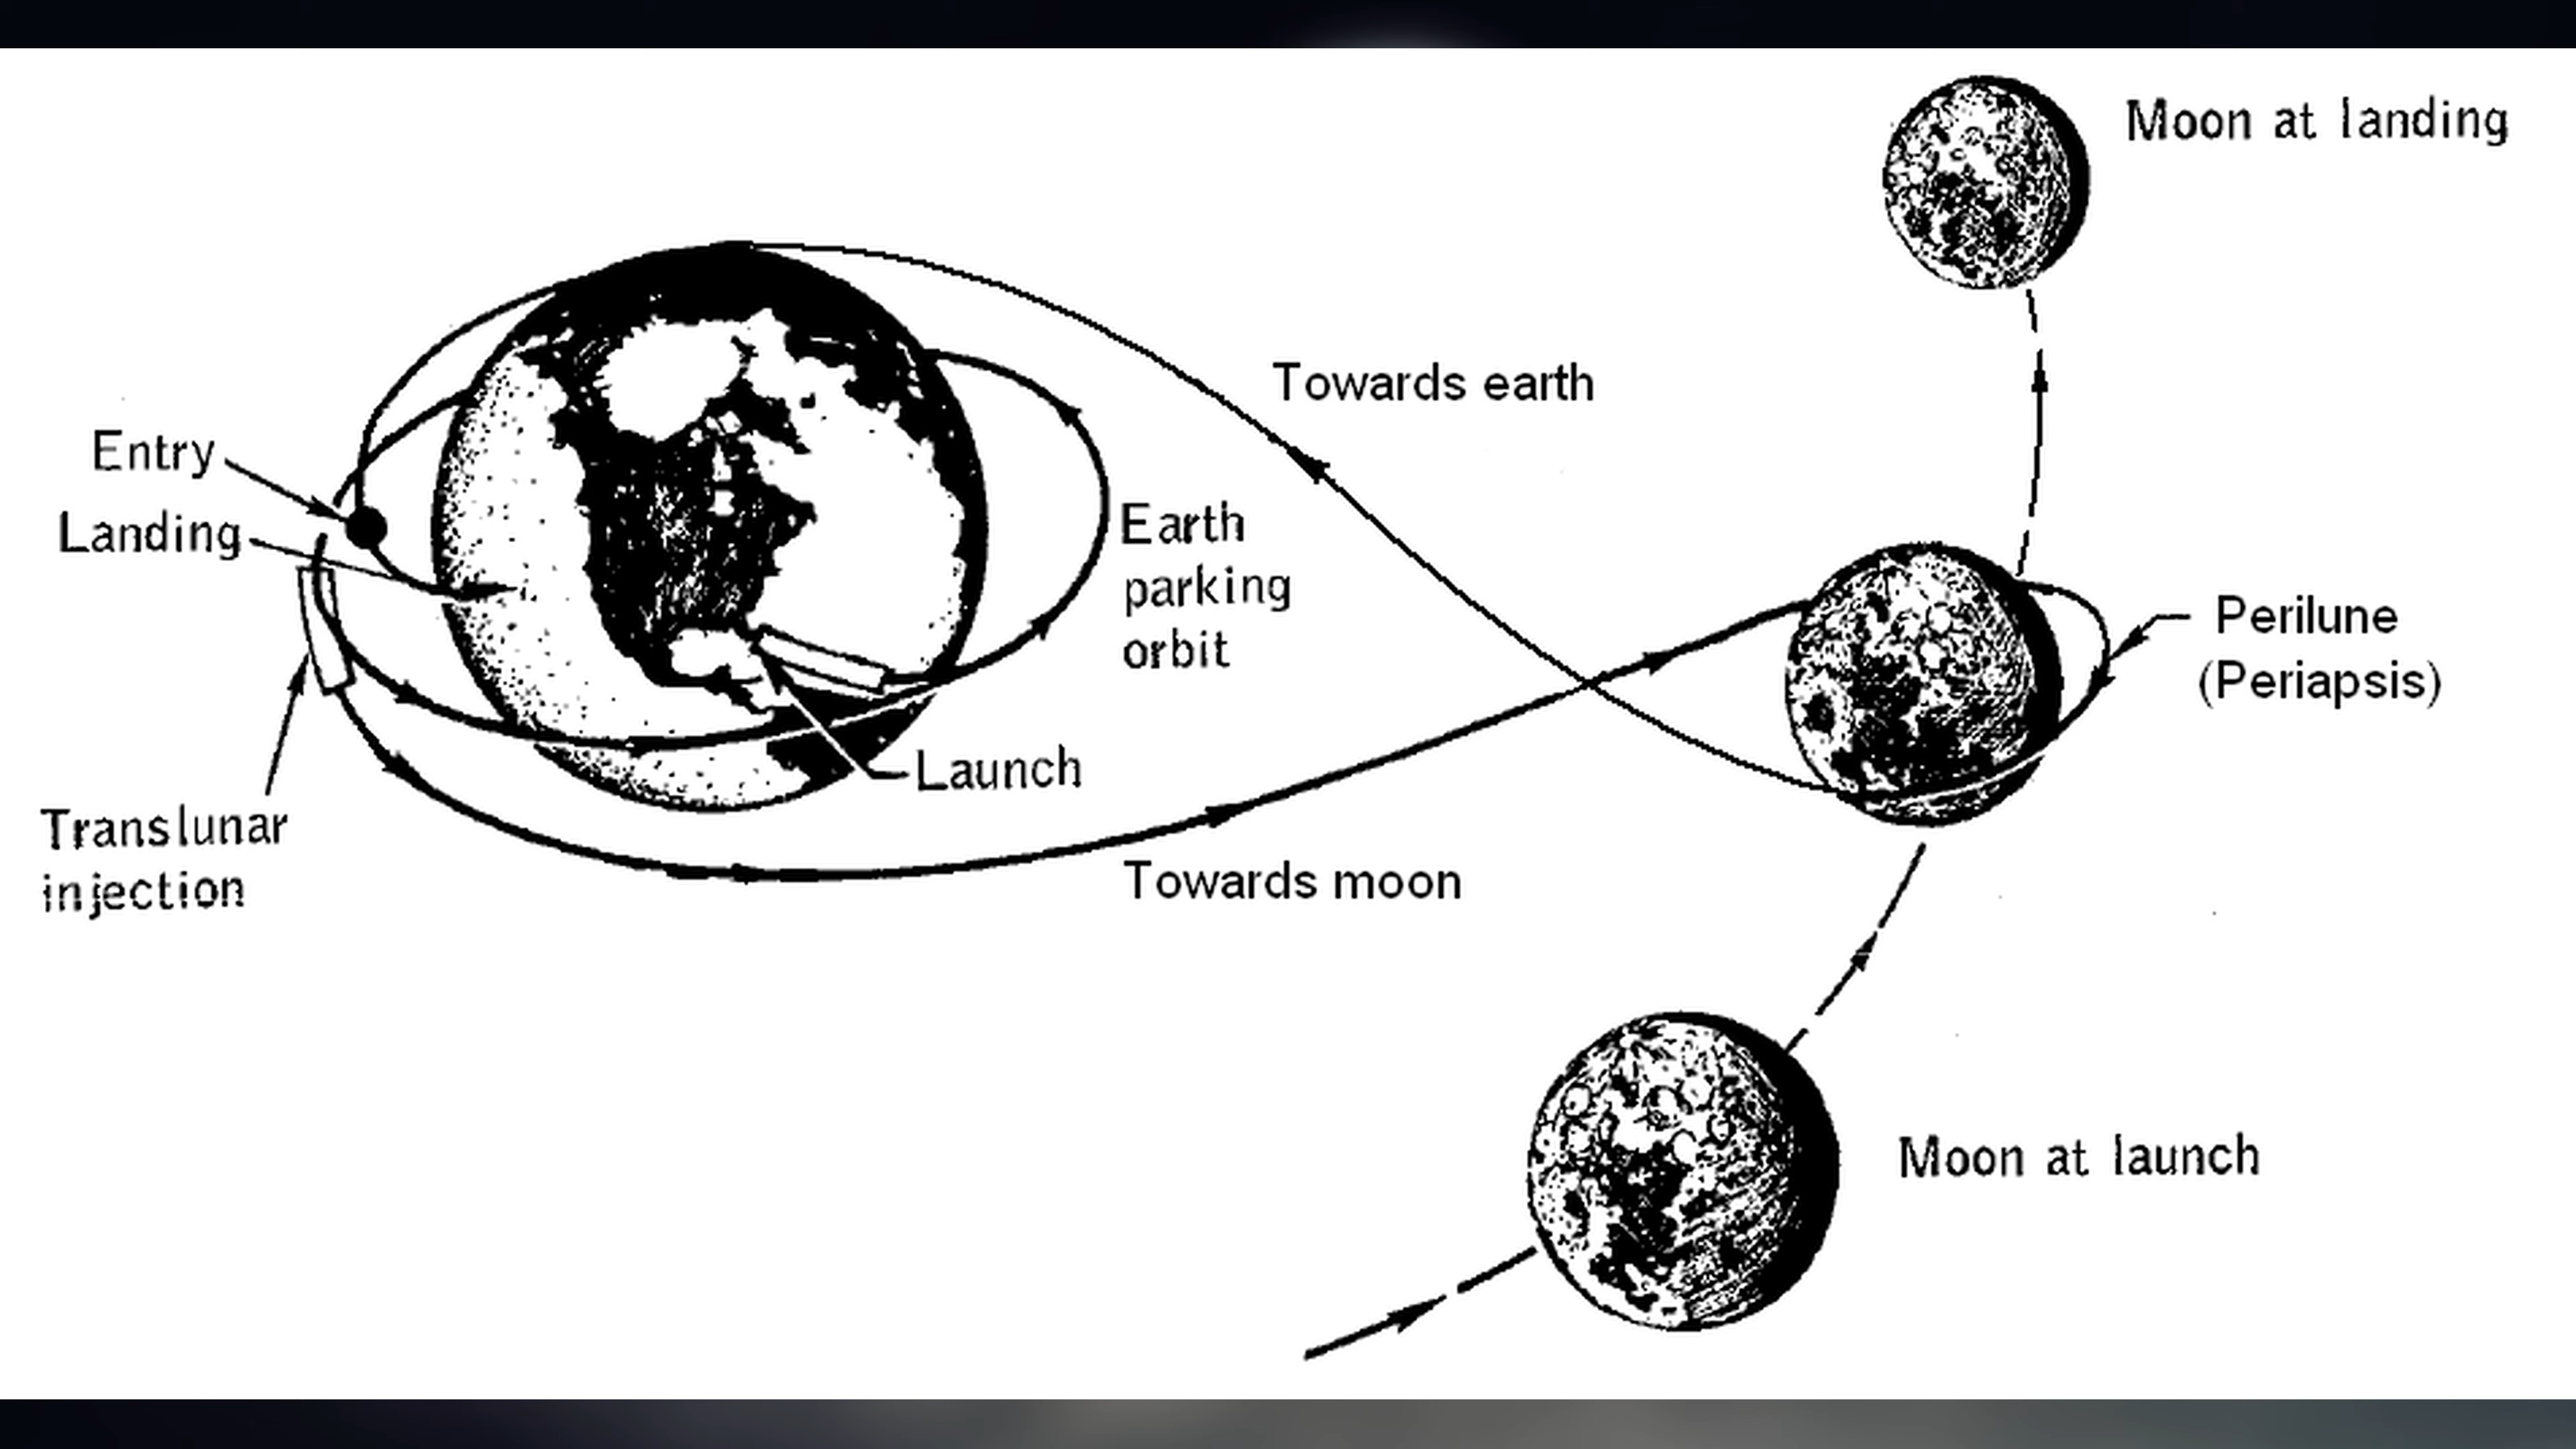 Moon at landing
Towards earth
Entry
Landing
Earth
parking
orbit
Perilune
(Periapsis)
Launch
Translunar
injection
Towards moon
Moon at launch